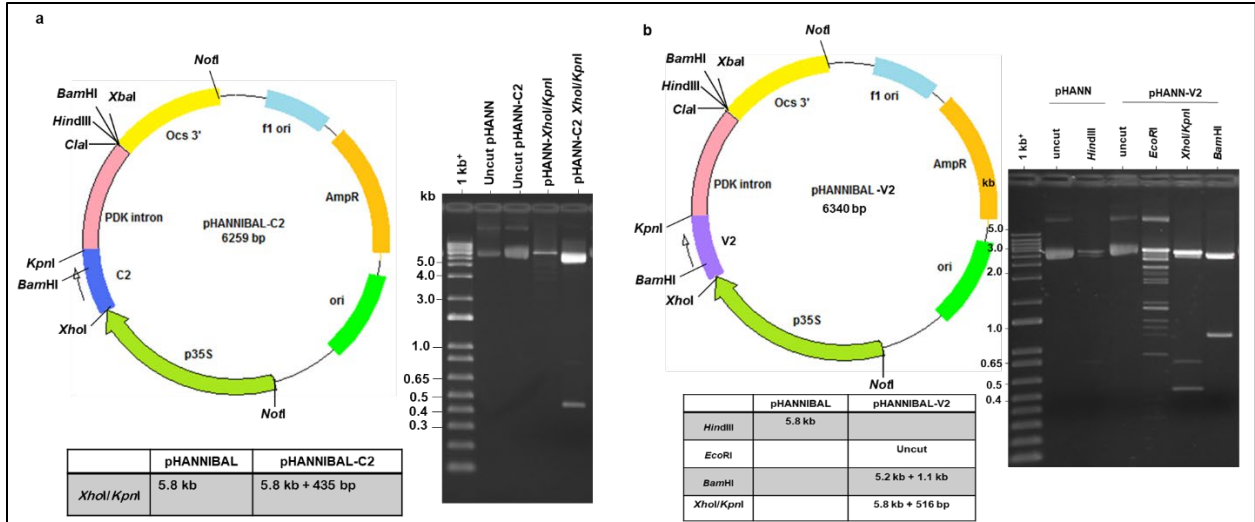 a
NotI
BamHI
XbaI
HindIII
ClaI
Ocs 3'
f1 ori
AmpR
PDK intron
pHANNIBAL-C2
6259 bp
KpnI
C2
BamHI
ori
XhoI
p35S
NotI
1 kb+
Uncut pHANN
Uncut pHANN-C2
pHANN-XhoI/KpnI
pHANN-C2 XhoI/KpnI
kb
5.0
4.0
3.0
1.0
0.65
0.5
0.4
0.3
pHANNIBAL pHANNIBAL-C2
XhoI/KpnI 5.8 kb 5.8 kb + 435 bp
b
NotI
BamHI
XbaI
HindIII
ClaI
Ocs 3'
f1 ori
AmpR
PDK intron
pHANNIBAL -V2
6340 bp
KpnI
V2
BamHI
ori
XhoI
p35S
NotI
pHANN pHANN-V2
1 kb+
uncut
HindIII
uncut
EcoRI
XhoI/KpnI
BamHI
kb
5.0
3.0
2.0
1.0
0.65
0.5
0.4
pHANNIBAL pHANNIBAL-V2
HindIII 5.8 kb
EcoRI Uncut
BamHI 5.2 kb + 1.1 kb
XhoI/KpnI 5.8 kb + 516 bp